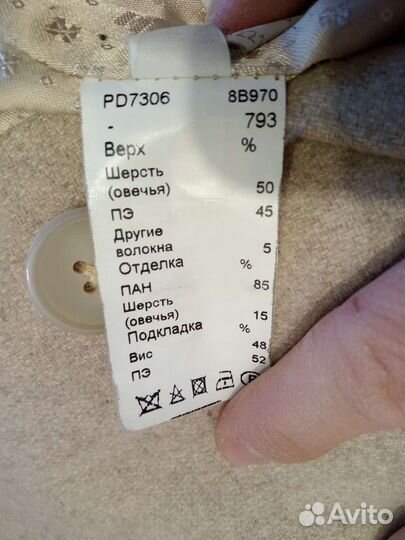 PD7306 8B970
- 793
Верх %
Шерсть
(овечья) 50
ПЭ 45
Другие
волокна 5
Отделка %
ПАН 85
Шерсть
(овечья) 15
Подкладка %
Вис 48
ПЭ 52
P
Avito